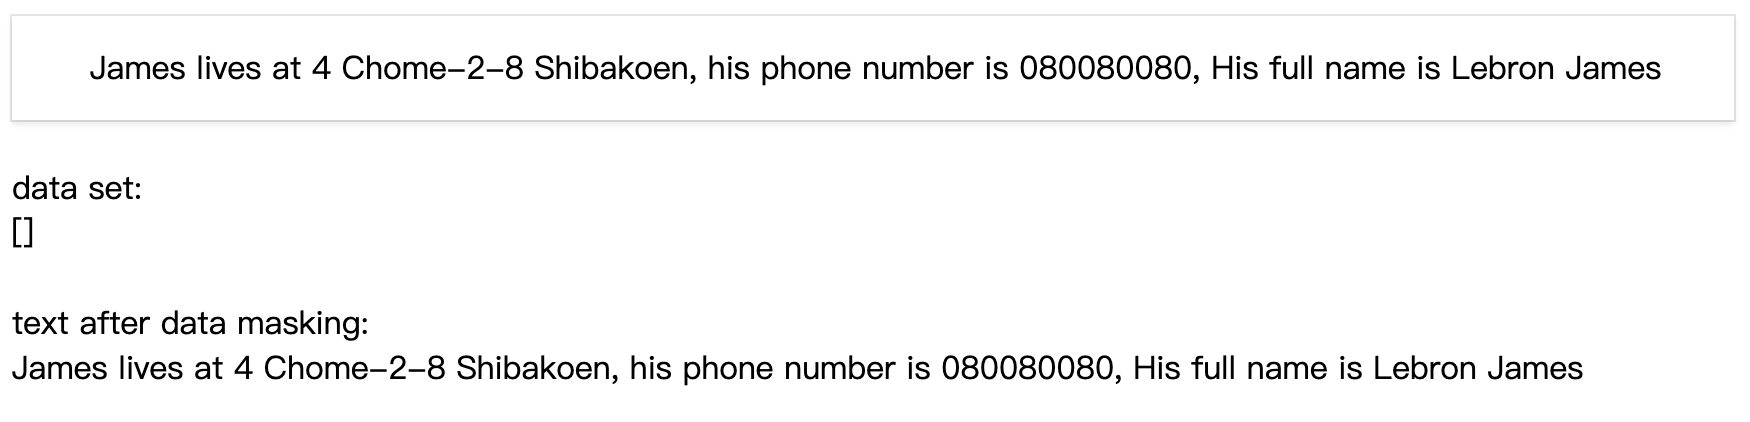 James lives at 4 Chome-2-8 Shibakoen, his phone number is 080080080, His full name is Lebron James
data set:
[]
text after data masking:
James lives at 4 Chome-2-8 Shibakoen, his phone number is 080080080, His full name is Lebron James